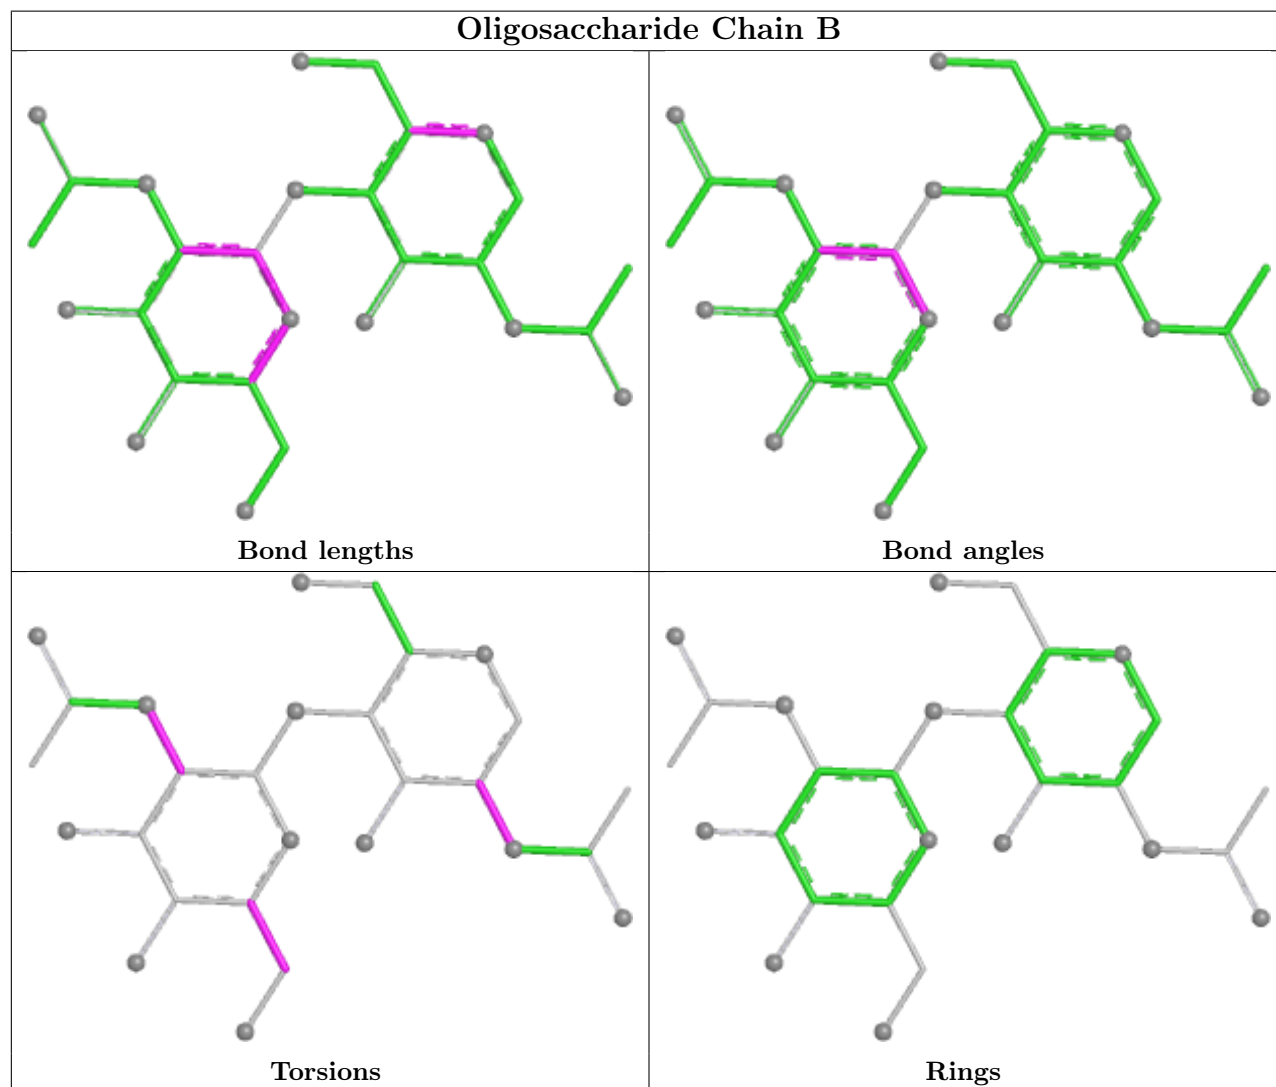 Oligosaccharide Chain B
Bond lengths
Bond angles
Torsions
Rings